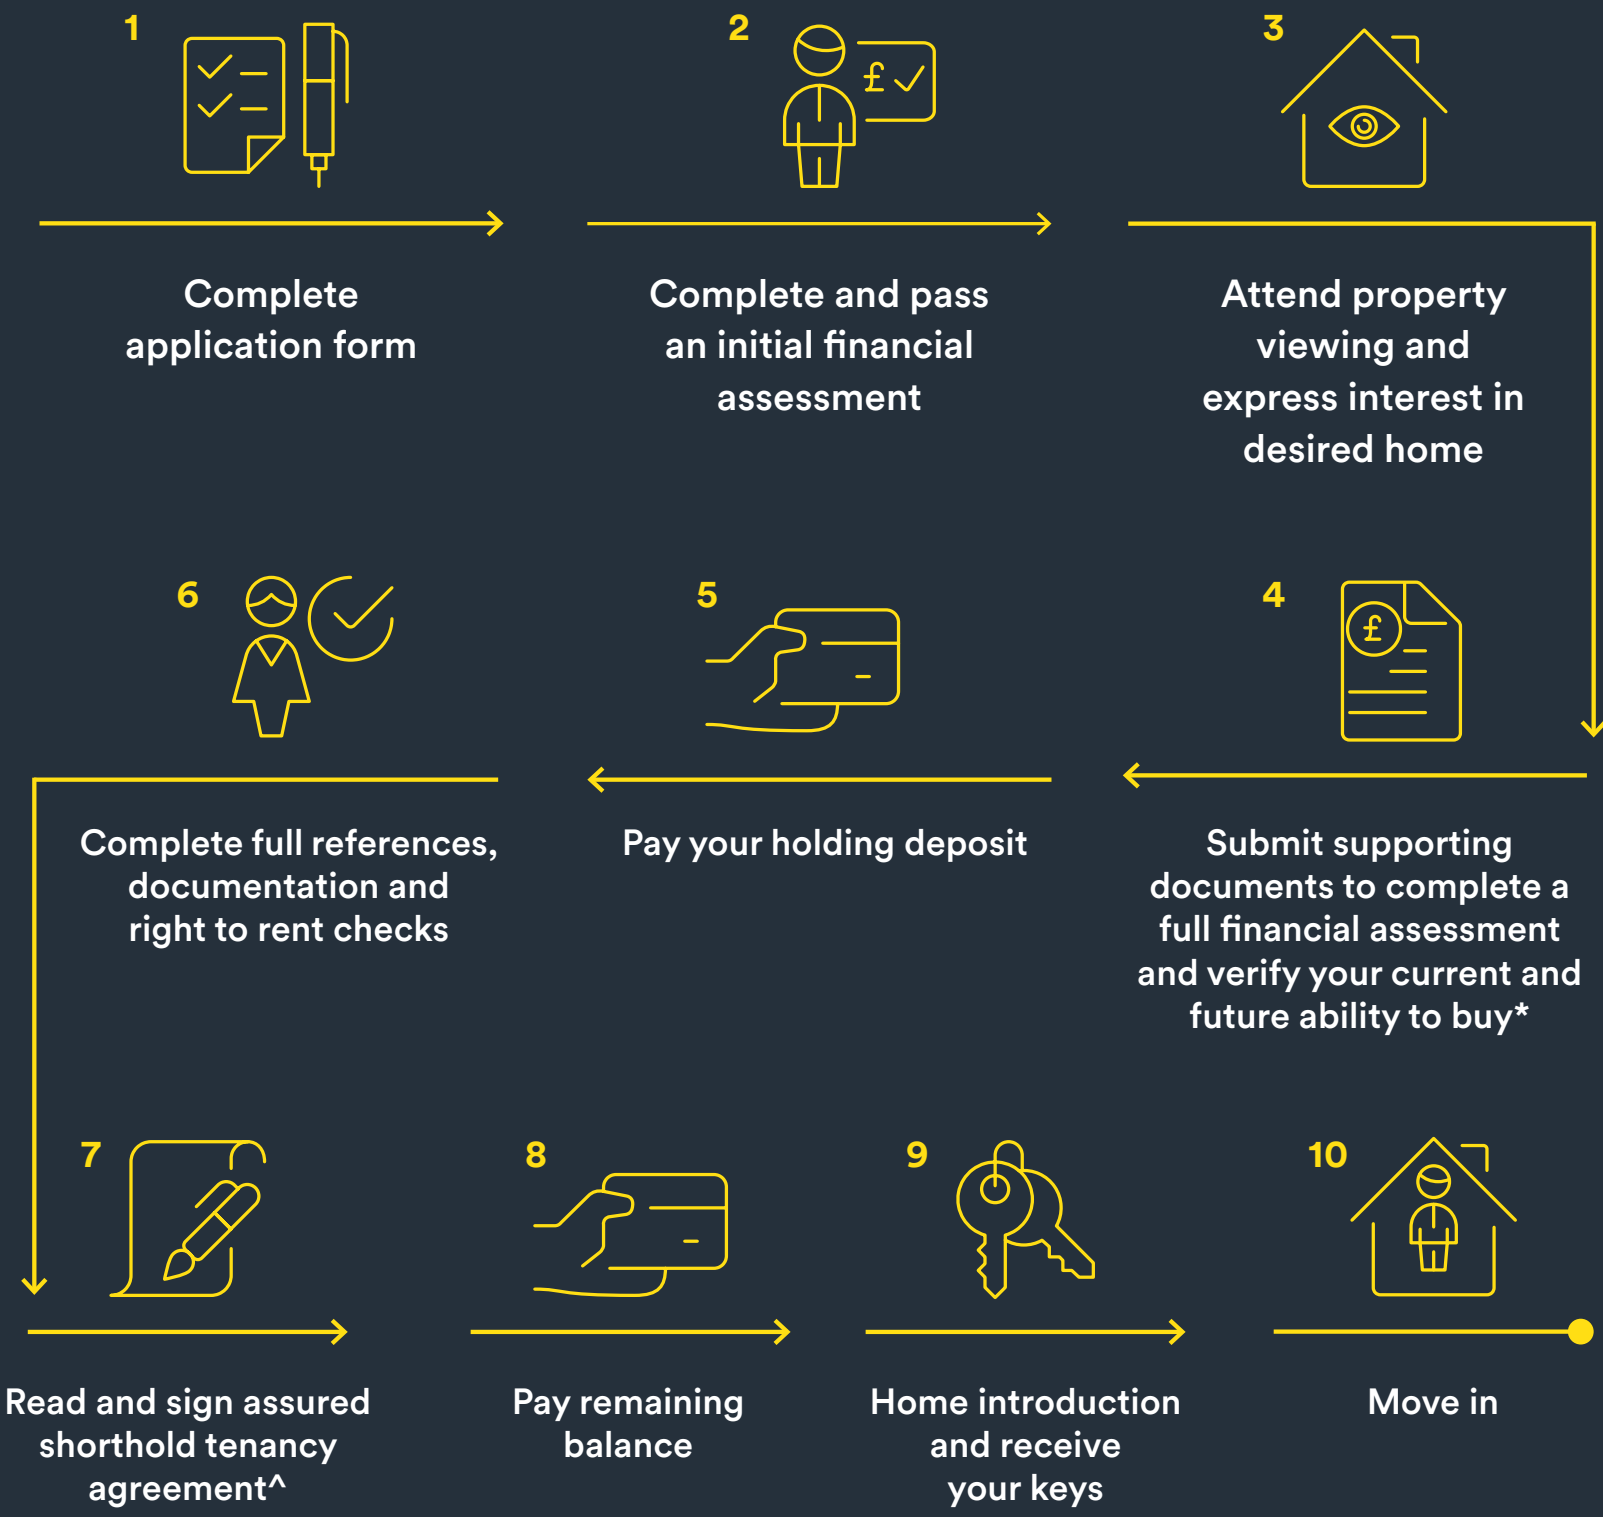 1
Complete
application form
2
£
Complete and pass
an initial financial
assessment
3
Attend property
viewing and
express interest in
desired home
4
£
Submit supporting
documents to complete a
full financial assessment
and verify your current and
future ability to buy*
5
Pay your holding deposit
6
Complete full references,
documentation and
right to rent checks
7
Read and sign assured
shorthold tenancy
agreement^
8
Pay remaining
balance
9
Home introduction
and receive
your keys
10
Move in